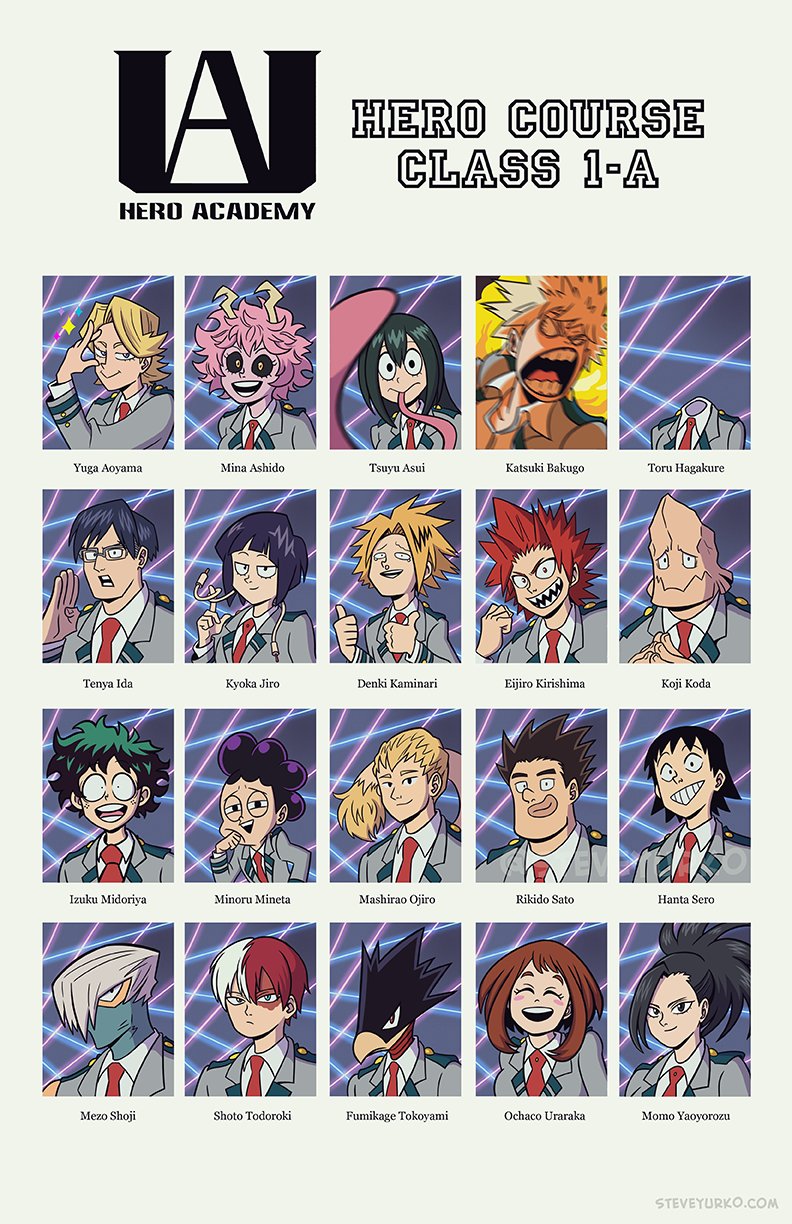 UA
HERO ACADEMY
HERO COURSE
CLASS 1-A
Yuga Aoyama
Mina Ashido
Tsuyu Asui
Katsuki Bakugo
Toru Hagakure
Tenya Ida
Kyoka Jiro
Denki Kaminari
Eijiro Kirishima
Koji Koda
Izuku Midoriya
Minoru Mineta
Mashirao Ojiro
Rikido Sato
Hanta Sero
@STEVEYURKO
Mezo Shoji
Shoto Todoroki
Fumikage Tokoyami
Ochaco Uraraka
Momo Yaoyorozu
STEVEYURKO.COM